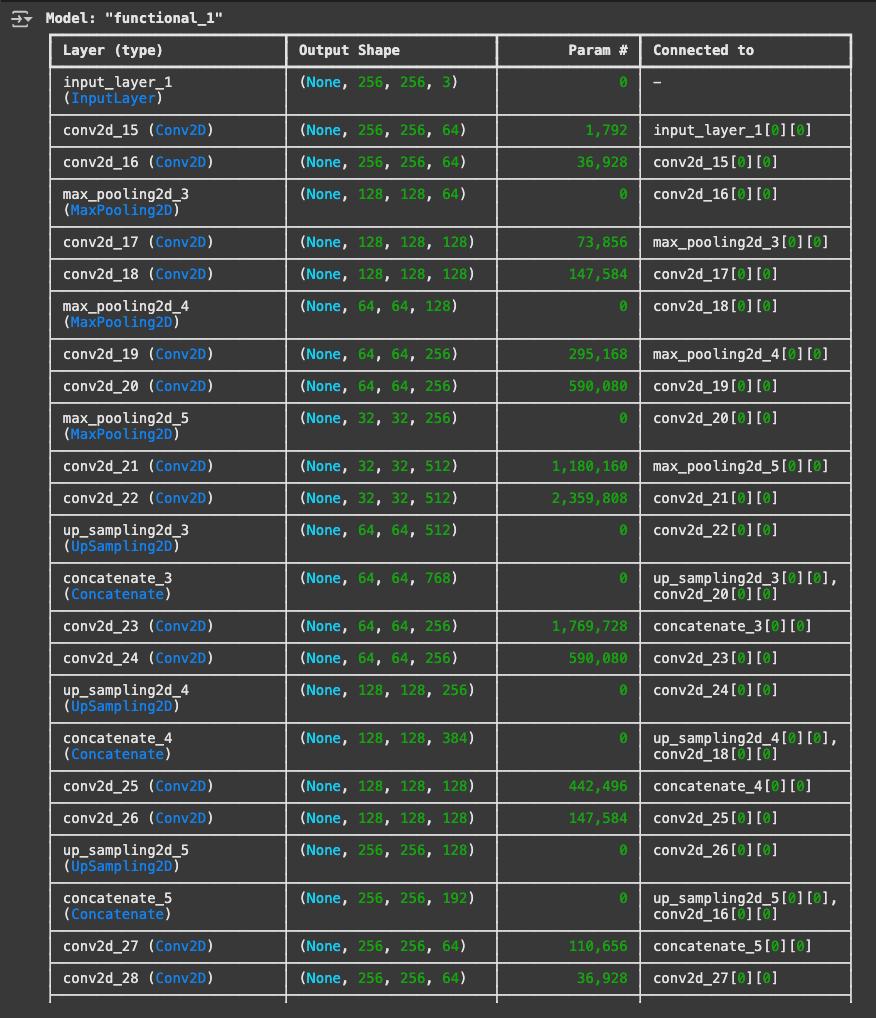 Model: "functional_1"
Layer (type) Output Shape Param # Connected to
input_layer_1 (None, 256, 256, 3) 0 –
(InputLayer)
conv2d_15 (Conv2D) (None, 256, 256, 64) 1,792 input_layer_1[0][0]
conv2d_16 (Conv2D) (None, 256, 256, 64) 36,928 conv2d_15[0][0]
max_pooling2d_3 (None, 128, 128, 64) 0 conv2d_16[0][0]
(MaxPooling2D)
conv2d_17 (Conv2D) (None, 128, 128, 128) 73,856 max_pooling2d_3[0][0]
conv2d_18 (Conv2D) (None, 128, 128, 128) 147,584 conv2d_17[0][0]
max_pooling2d_4 (None, 64, 64, 128) 0 conv2d_18[0][0]
(MaxPooling2D)
conv2d_19 (Conv2D) (None, 64, 64, 256) 295,168 max_pooling2d_4[0][0]
conv2d_20 (Conv2D) (None, 64, 64, 256) 590,080 conv2d_19[0][0]
max_pooling2d_5 (None, 32, 32, 256) 0 conv2d_20[0][0]
(MaxPooling2D)
conv2d_21 (Conv2D) (None, 32, 32, 512) 1,180,160 max_pooling2d_5[0][0]
conv2d_22 (Conv2D) (None, 32, 32, 512) 2,359,808 conv2d_21[0][0]
up_sampling2d_3 (None, 64, 64, 512) 0 conv2d_22[0][0]
(UpSampling2D)
concatenate_3 (None, 64, 64, 768) 0 up_sampling2d_3[0][0],
(Concatenate) conv2d_20[0][0]
conv2d_23 (Conv2D) (None, 64, 64, 256) 1,769,728 concatenate_3[0][0]
conv2d_24 (Conv2D) (None, 64, 64, 256) 590,080 conv2d_23[0][0]
up_sampling2d_4 (None, 128, 128, 256) 0 conv2d_24[0][0]
(UpSampling2D)
concatenate_4 (None, 128, 128, 384) 0 up_sampling2d_4[0][0],
(Concatenate) conv2d_18[0][0]
conv2d_25 (Conv2D) (None, 128, 128, 128) 442,496 concatenate_4[0][0]
conv2d_26 (Conv2D) (None, 128, 128, 128) 147,584 conv2d_25[0][0]
up_sampling2d_5 (None, 256, 256, 128) 0 conv2d_26[0][0]
(UpSampling2D)
concatenate_5 (None, 256, 256, 192) 0 up_sampling2d_5[0][0],
(Concatenate) conv2d_16[0][0]
conv2d_27 (Conv2D) (None, 256, 256, 64) 110,656 concatenate_5[0][0]
conv2d_28 (Conv2D) (None, 256, 256, 64) 36,928 conv2d_27[0][0]